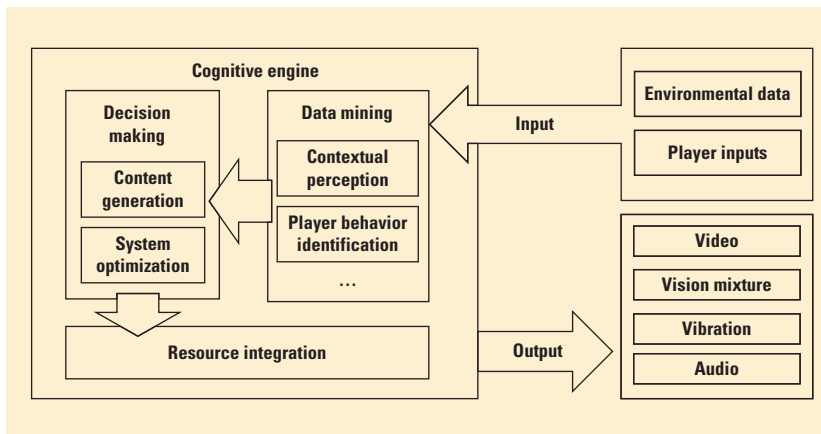 Cognitive engine
Decision
making
Content
generation
System
optimization
Data mining
Contextual
perception
Player behavior
identification
...
Resource integration
Input
Environmental data
Player inputs
Output
Video
Vision mixture
Vibration
Audio